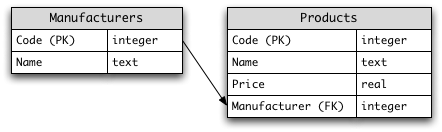 Manufacturers
Code (PK) integer
Name text
Products
Code (PK) integer
Name text
Price real
Manufacturer (FK) integer